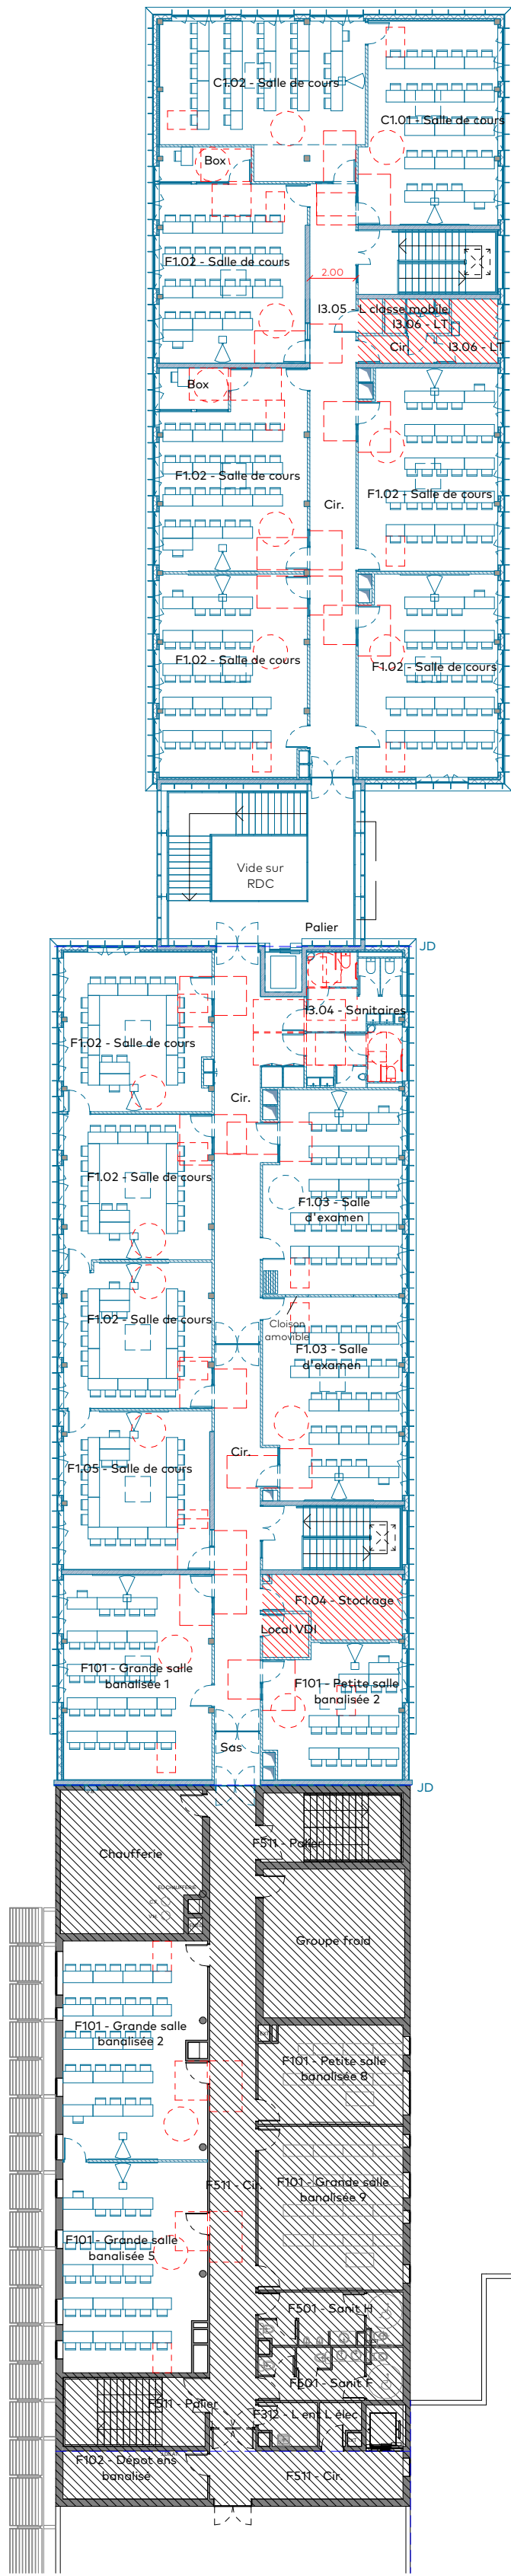 C1.02 - Salle de cours
C1.01 - Salle de cours
Box
F1.02 - Salle de cours
2.00
I3.05 - L classe mobile
I3.06 - LT
Cir.
I3.06 - LT
Box
F1.02 - Salle de cours
F1.02 - Salle de cours
Cir.
F1.02 - Salle de cours
F1.02 - Salle de cours
Vide sur
RDC
Palier
JD
I3.04 - Sanitaires
F1.02 - Salle de cours
Cir.
F1.02 - Salle de cours
F1.03 - Salle
d'examen
F1.02 - Salle de cours
Cloison
amovible
F1.03 - Salle
d'examen
Cir.
F1.05 - Salle de cours
F1.04 - Stockage
Local VDI
F101 - Grande salle
banalisée 1
F101 - Petite salle
banalisée 2
Sas
JD
F511 - Palier
Chaufferie
EU CHAUFFERIE
Groupe froid
F101 - Grande salle
banalisée 2
F101 - Petite salle
banalisée 8
F511 - Cir.
F101 - Grande salle
banalisée 9
F101 - Grande salle
banalisée 5
F501 - Sanit H
F501 - Sanit F
F511 - Palier
F312 - L ent L élec
F102 - Dépot ens
banalisé
F511 - Cir.